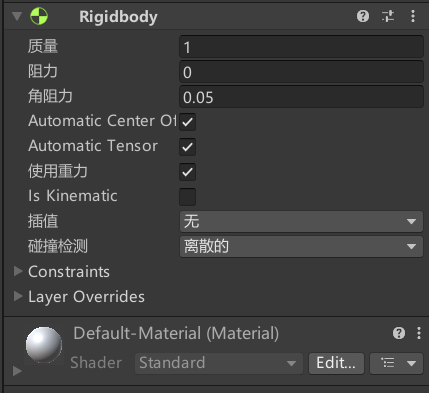 Rigidbody
质量 1
阻力 0
角阻力 0.05
Automatic Center Of
Automatic Tensor
使用重力
Is Kinematic
插值 无
碰撞检测 离散的
Constraints
Layer Overrides
Default-Material (Material)
Shader Standard Edit...